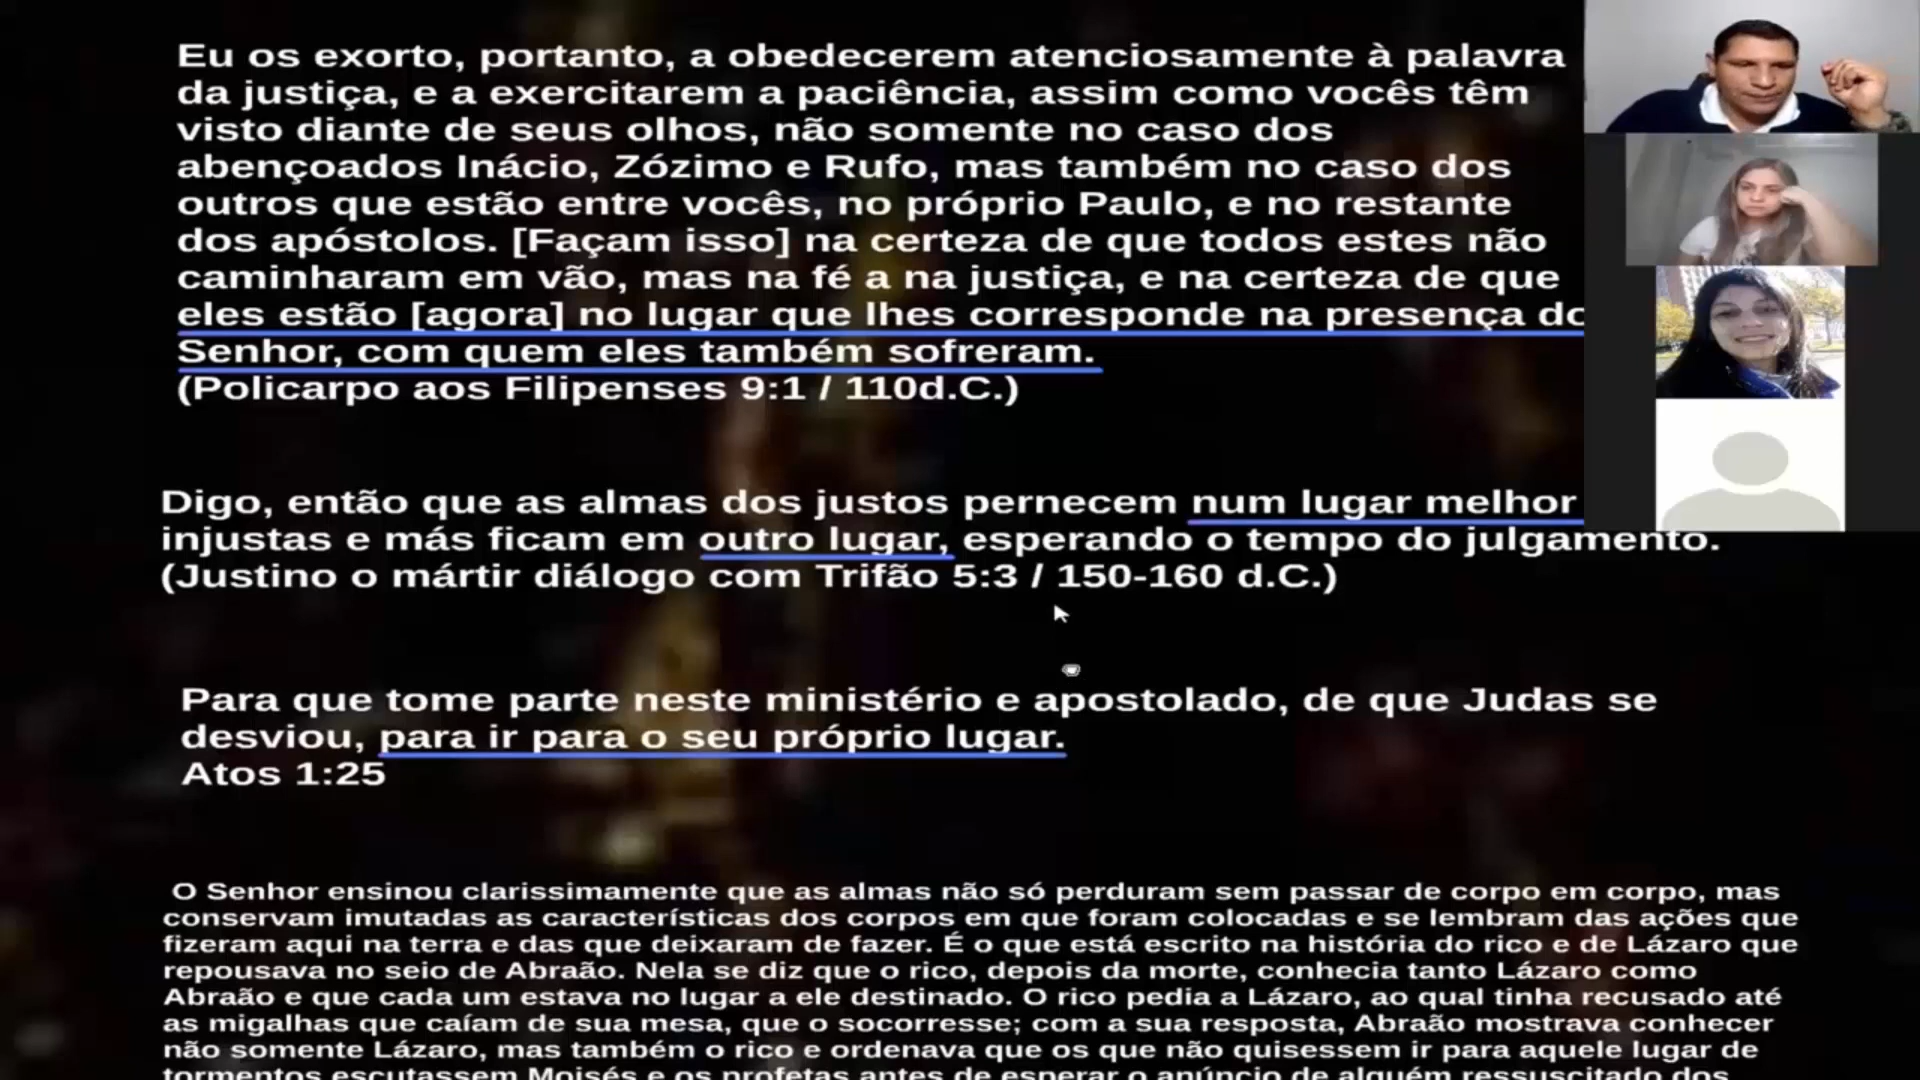 Eu os exorto, portanto, a obedecerem atenciosamente à palavra
da justiça, e a exercitarem a paciência, assim como vocês têm
visto diante de seus olhos, não somente no caso dos
abençoados Inácio, Zózimo e Rufo, mas também no caso dos
outros que estão entre vocês, no próprio Paulo, e no restante
dos apóstolos. [Façam isso] na certeza de que todos estes não
caminharam em vão, mas na fé a na justiça, e na certeza de que
eles estão [agora] no lugar que lhes corresponde na presença do
Senhor, com quem eles também sofreram.
(Policarpo aos Filipenses 9:1 / 110d.C.)
Digo, então que as almas dos justos pernecem num lugar melhor
injustas e más ficam em outro lugar, esperando o tempo do julgamento.
(Justino o mártir diálogo com Trifão 5:3 / 150-160 d.C.)
Para que tome parte neste ministério e apostolado, de que Judas se
desviou, para ir para o seu próprio lugar.
Atos 1:25
O Senhor ensinou clarissimamente que as almas não só perduram sem passar de corpo em corpo, mas
conservam imutadas as características dos corpos em que foram colocadas e se lembram das ações que
fizeram aqui na terra e das que deixaram de fazer. É o que está escrito na história do rico e de Lázaro que
repousava no seio de Abraão. Nela se diz que o rico, depois da morte, conhecia tanto Lázaro como
Abraão e que cada um estava no lugar a ele destinado. O rico pedia a Lázaro, ao qual tinha recusado até
as migalhas que caíam de sua mesa, que o socorresse; com a sua resposta, Abraão mostrava conhecer
não somente Lázaro, mas também o rico e ordenava que os que não quisessem ir para aquele lugar de
tormentos escutassem Moisés e os profetas antes de esperar o anúncio de alguém ressuscitado dos